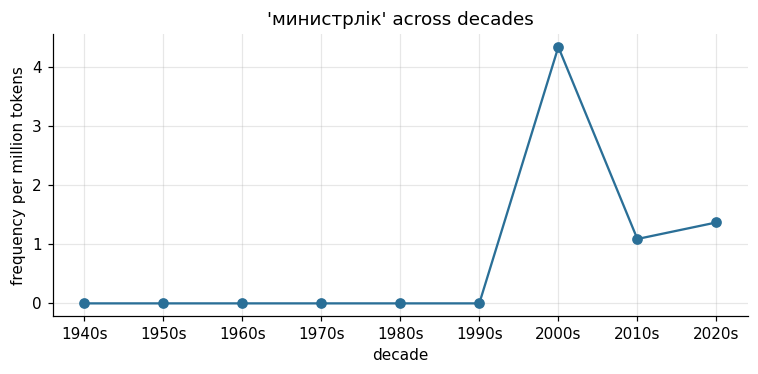 'министрлік' across decades
frequency per million tokens
4
3
2
1
0
1940s 1950s 1960s 1970s 1980s 1990s 2000s 2010s 2020s
decade